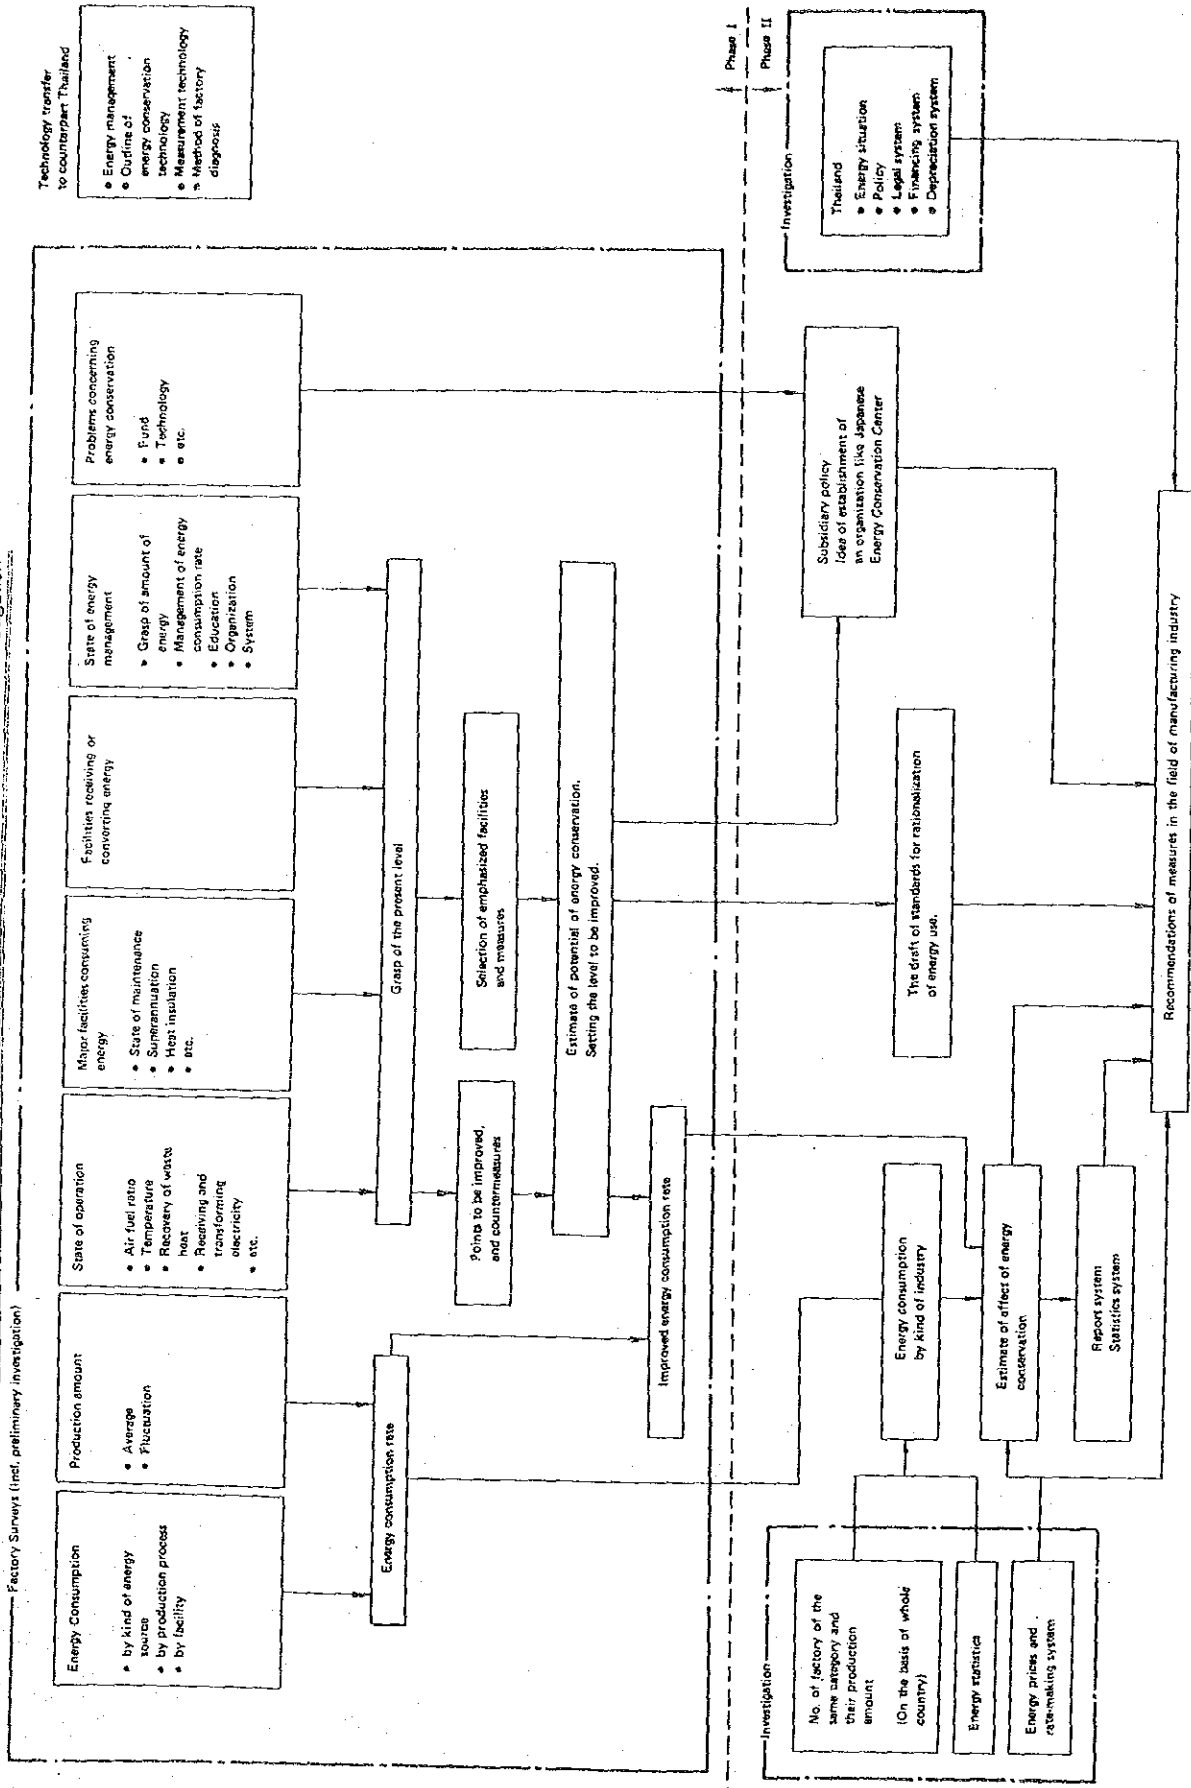 Technology transfer
to counterpart Thailand
• Energy management
• Outline of
energy conservation
technology
• Measurement technology
• Method of factory
diagnosis
Factory Surveys (incl. preliminary investigation)
Energy Consumption
• by kind of energy
source
• by production process
• by facility
Production amount
• Average
• Fluctuation
State of operation
• Air fuel ratio
• Temperature
• Recovery of waste
heat
• Receiving and
transforming
electricity
• etc.
Major facilities consuming
energy
• State of maintenance
• Superannuation
• Heat insulation
• etc.
Facilities receiving or
converting energy
State of energy
management
• Grasp of amount of
energy
• Management of energy
consumption rate
• Education
• Organization
• System
Problems concerning
energy conservation
• Fund
• Technology
• etc.
Energy consumption rate
Grasp of the present level
Points to be improved,
and countermeasures
Selection of emphasized facilities
and measures
Estimate of potential of energy conservation.
Setting the level to be improved.
Improved energy consumption rate
Phase I
Phase II
Investigation
No. of factory of the
same category and
their production
amount
(On the basis of whole
country)
Energy statistics
Energy prices and
rate-making system
Energy consumption
by kind of industry
Estimate of affect of energy
conservation
Report system
Statistics system
The draft of standards for rationalization
of energy use.
Subsidiary policy
Idea of establishment of
an organization like Japanese
Energy Conservation Center
Investigation
Thailand
• Energy situation
• Policy
• Legal system
• Financing system
• Depreciation system
Recommendations of measures in the field of manufacturing industry